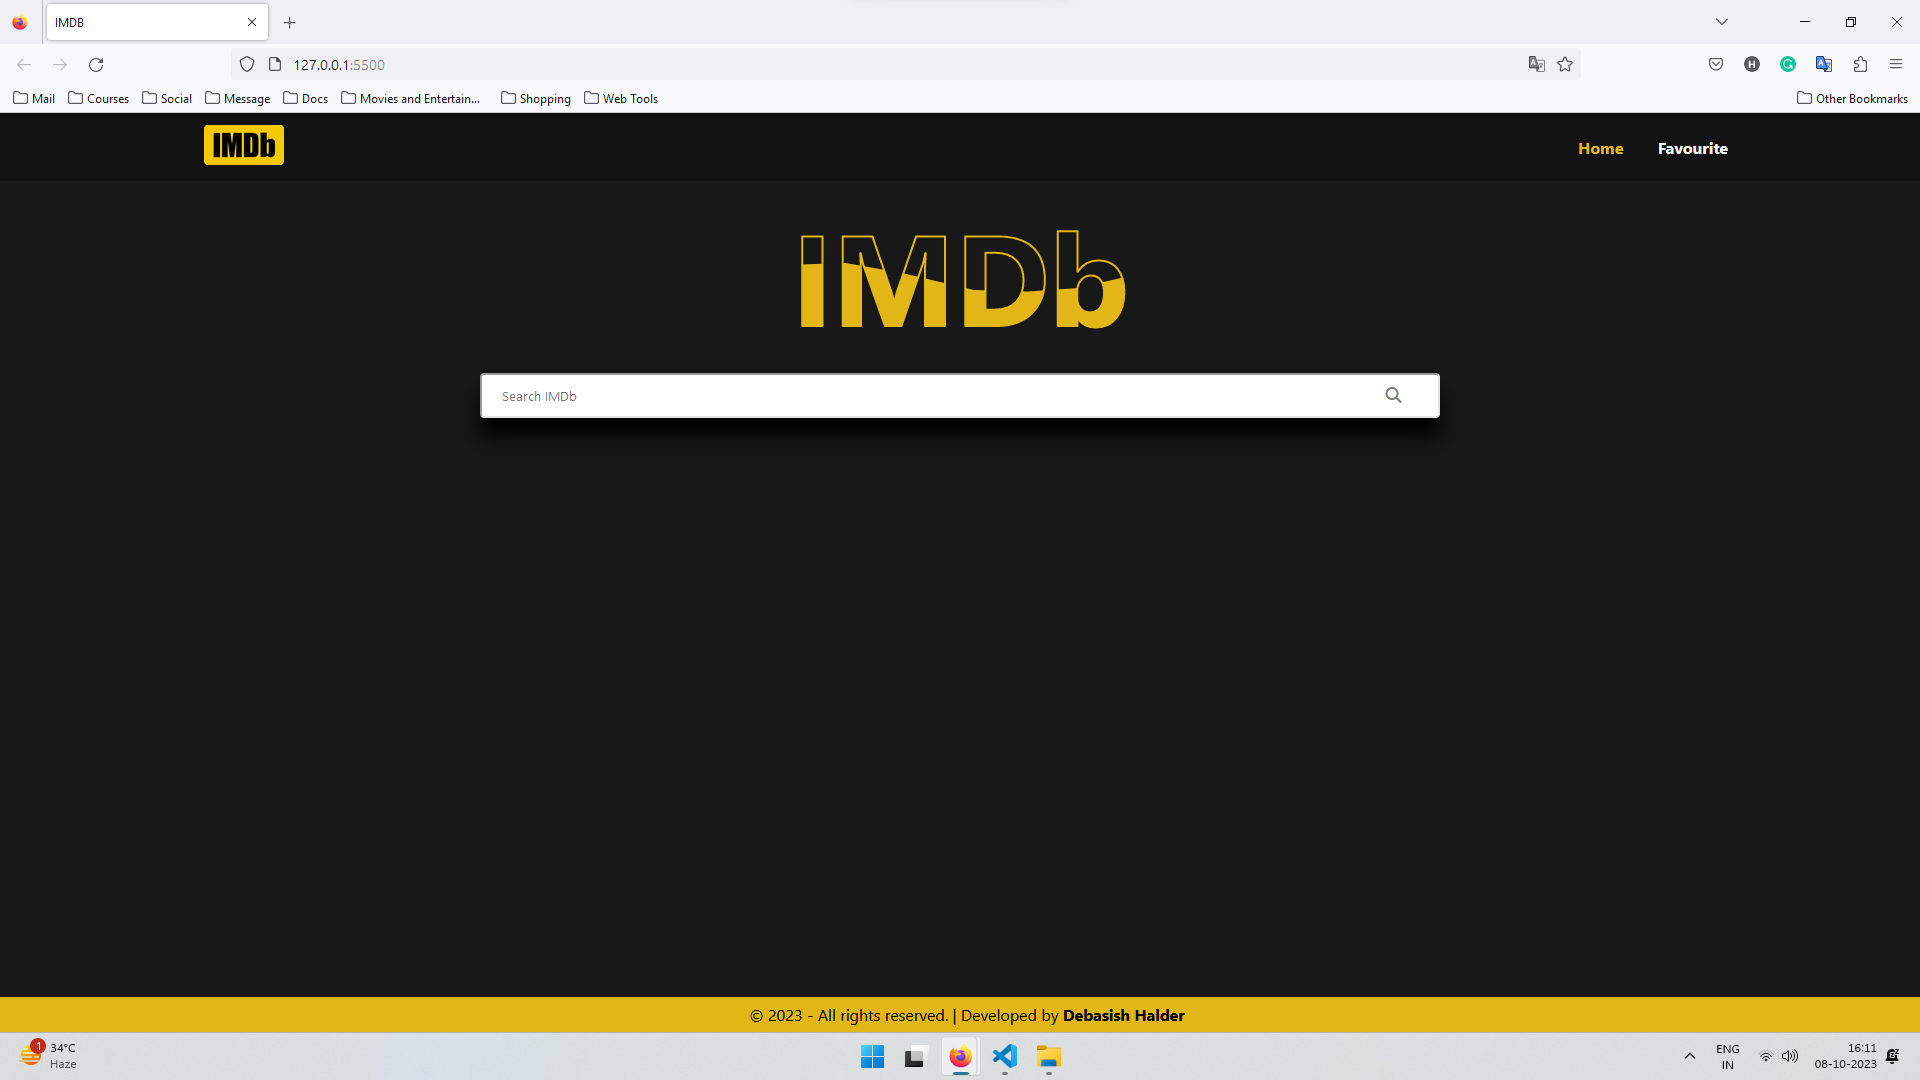 IMDB
127.0.0.1:5500
Mail
Courses
Social
Message
Docs
Movies and Entertain...
Shopping
Web Tools
Other Bookmarks
IMDb
Home
Favourite
IMDb
Search IMDb
© 2023 - All rights reserved. | Developed by Debasish Halder
1
34°C
Haze
ENG
IN
16:11
08-10-2023